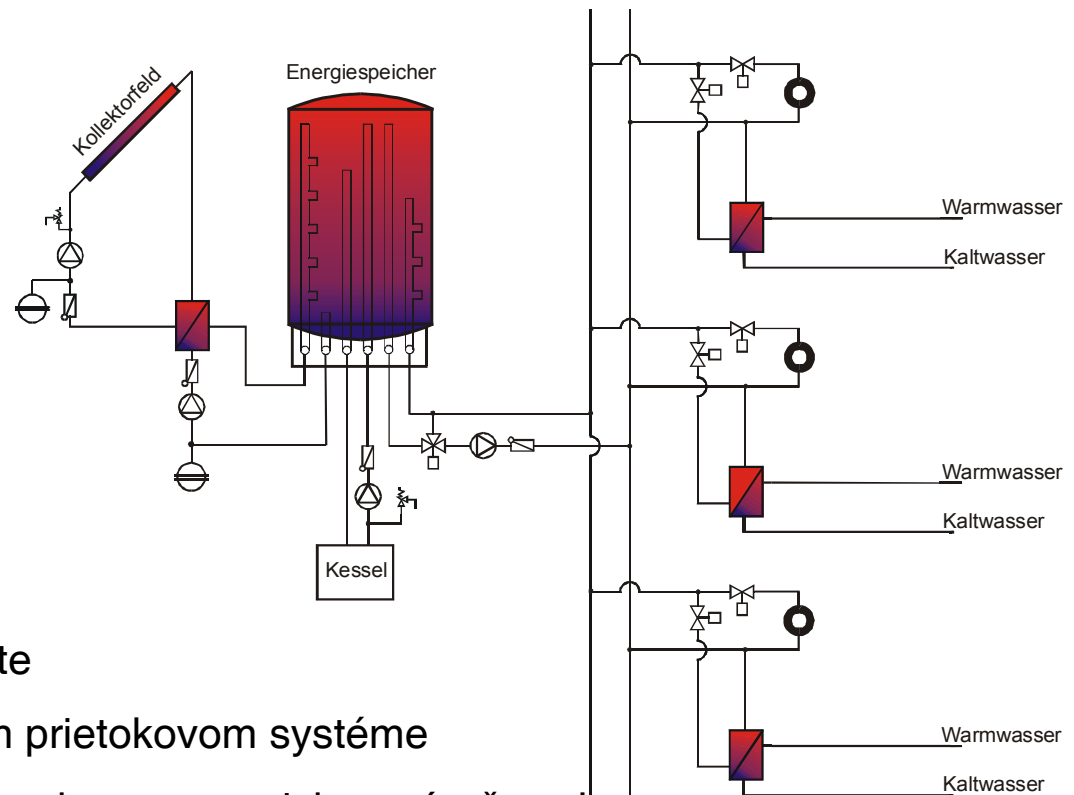 Energiespeicher
Kollektorfeld
Warmwasser
Kaltwasser
Warmwasser
Kaltwasser
Kessel
te
prietokovom systéme
Warmwasser
Kaltwasser